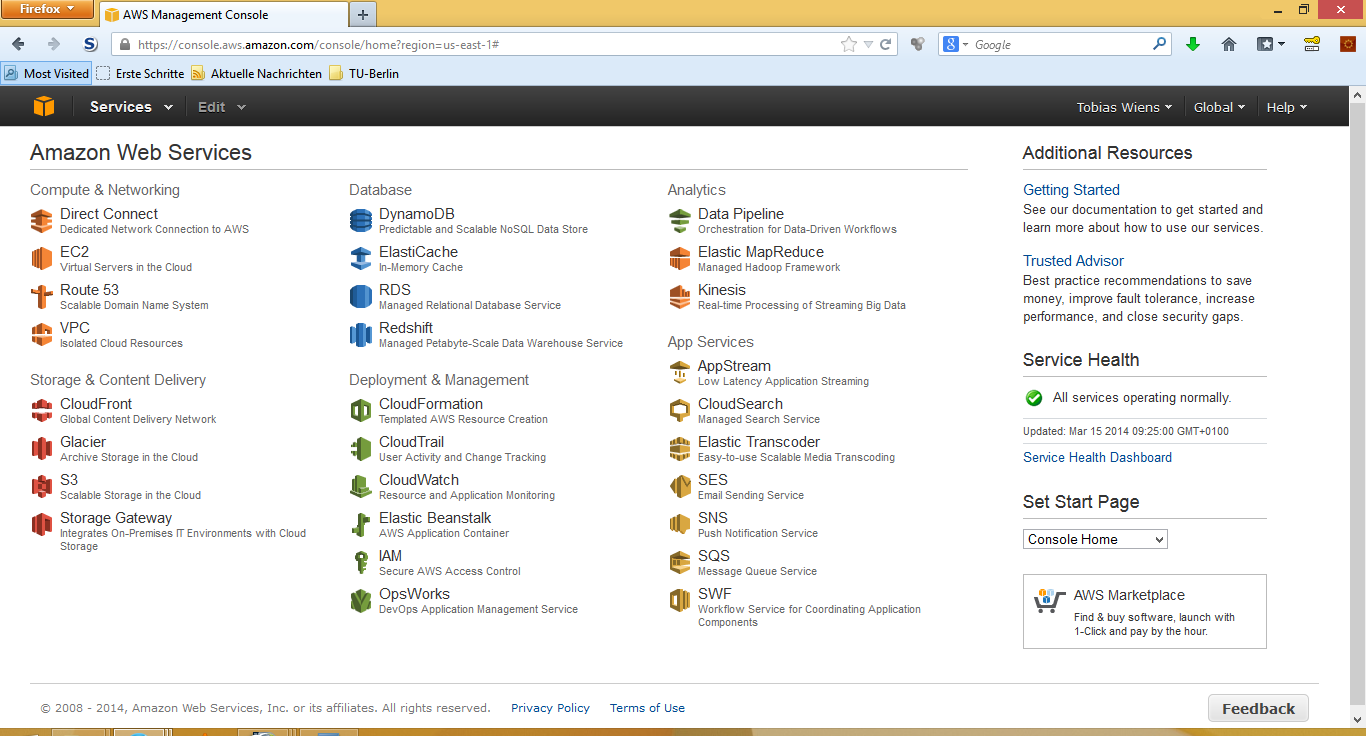 Firefox
AWS Management Console
https://console.aws.amazon.com/console/home?region=us-east-1#
Google
Most Visited
Erste Schritte
Aktuelle Nachrichten
TU-Berlin
Services
Edit
Tobias Wiens
Global
Help
Amazon Web Services
Compute & Networking
Direct Connect
Dedicated Network Connection to AWS
EC2
Virtual Servers in the Cloud
Route 53
Scalable Domain Name System
VPC
Isolated Cloud Resources
Storage & Content Delivery
CloudFront
Global Content Delivery Network
Glacier
Archive Storage in the Cloud
S3
Scalable Storage in the Cloud
Storage Gateway
Integrates On-Premises IT Environments with Cloud
Storage
Database
DynamoDB
Predictable and Scalable NoSQL Data Store
ElastiCache
In-Memory Cache
RDS
Managed Relational Database Service
Redshift
Managed Petabyte-Scale Data Warehouse Service
Deployment & Management
CloudFormation
Templated AWS Resource Creation
CloudTrail
User Activity and Change Tracking
CloudWatch
Resource and Application Monitoring
Elastic Beanstalk
AWS Application Container
IAM
Secure AWS Access Control
OpsWorks
DevOps Application Management Service
Analytics
Data Pipeline
Orchestration for Data-Driven Workflows
Elastic MapReduce
Managed Hadoop Framework
Kinesis
Real-time Processing of Streaming Big Data
App Services
AppStream
Low Latency Application Streaming
CloudSearch
Managed Search Service
Elastic Transcoder
Easy-to-use Scalable Media Transcoding
SES
Email Sending Service
SNS
Push Notification Service
SQS
Message Queue Service
SWF
Workflow Service for Coordinating Application
Components
Additional Resources
Getting Started
See our documentation to get started and
learn more about how to use our services.
Trusted Advisor
Best practice recommendations to save
money, improve fault tolerance, increase
performance, and close security gaps.
Service Health
All services operating normally.
Updated: Mar 15 2014 09:25:00 GMT+0100
Service Health Dashboard
Set Start Page
Console Home
AWS Marketplace
Find & buy software, launch with
1-Click and pay by the hour.
© 2008 - 2014, Amazon Web Services, Inc. or its affiliates. All rights reserved.
Privacy Policy
Terms of Use
Feedback